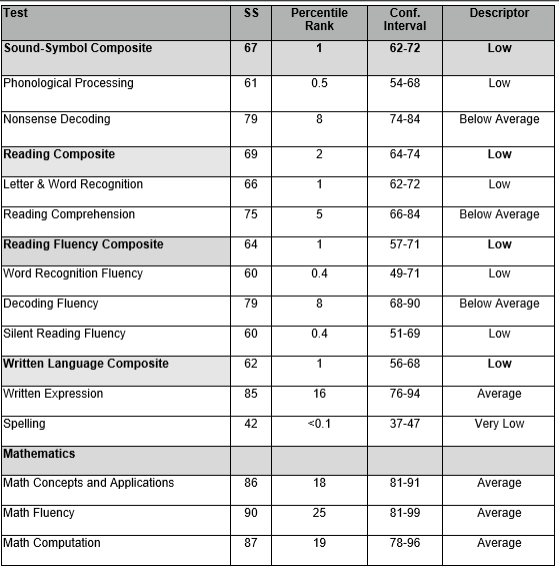 Test SS Percentile Rank Conf. Interval Descriptor
Sound-Symbol Composite 67 1 62-72 Low
Phonological Processing 61 0.5 54-68 Low
Nonsense Decoding 79 8 74-84 Below Average
Reading Composite 69 2 64-74 Low
Letter & Word Recognition 66 1 62-72 Low
Reading Comprehension 75 5 66-84 Below Average
Reading Fluency Composite 64 1 57-71 Low
Word Recognition Fluency 60 0.4 49-71 Low
Decoding Fluency 79 8 68-90 Below Average
Silent Reading Fluency 60 0.4 51-69 Low
Written Language Composite 62 1 56-68 Low
Written Expression 85 16 76-94 Average
Spelling 42 <0.1 37-47 Very Low
Mathematics
Math Concepts and Applications 86 18 81-91 Average
Math Fluency 90 25 81-99 Average
Math Computation 87 19 78-96 Average